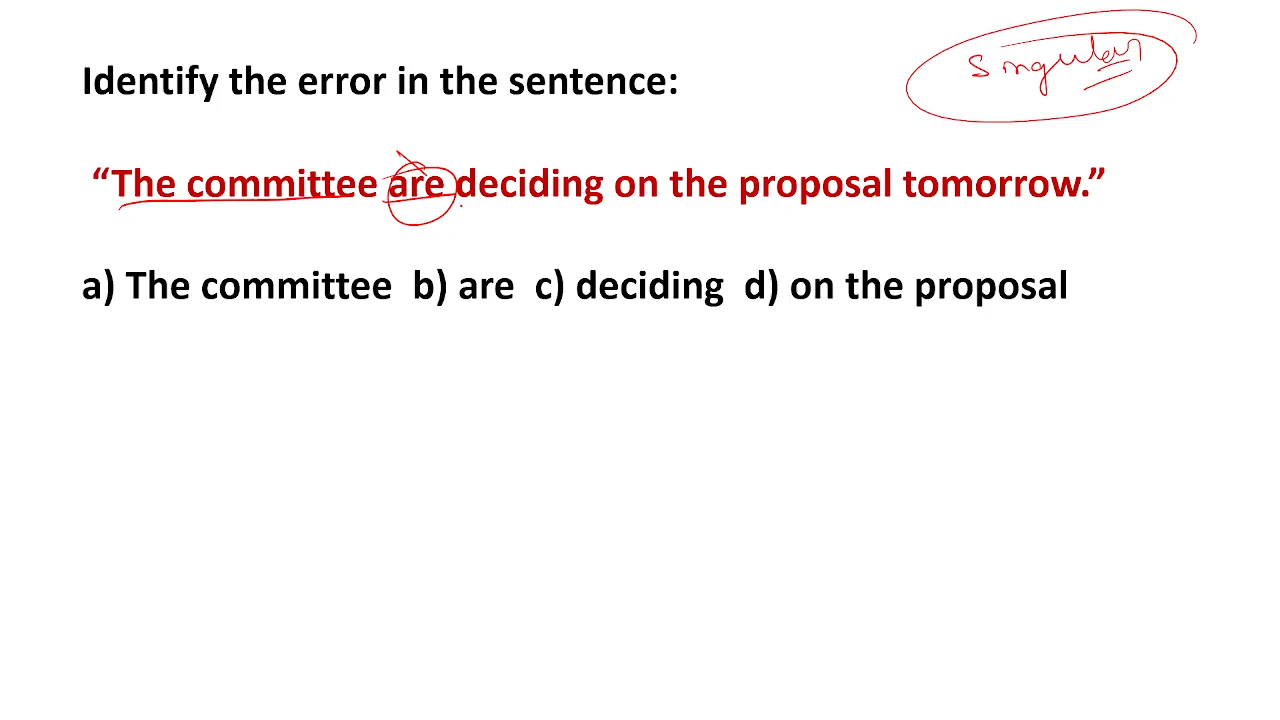 Identify the error in the sentence:
Singular
“The committee are deciding on the proposal tomorrow.”
a) The committee b) are c) deciding d) on the proposal